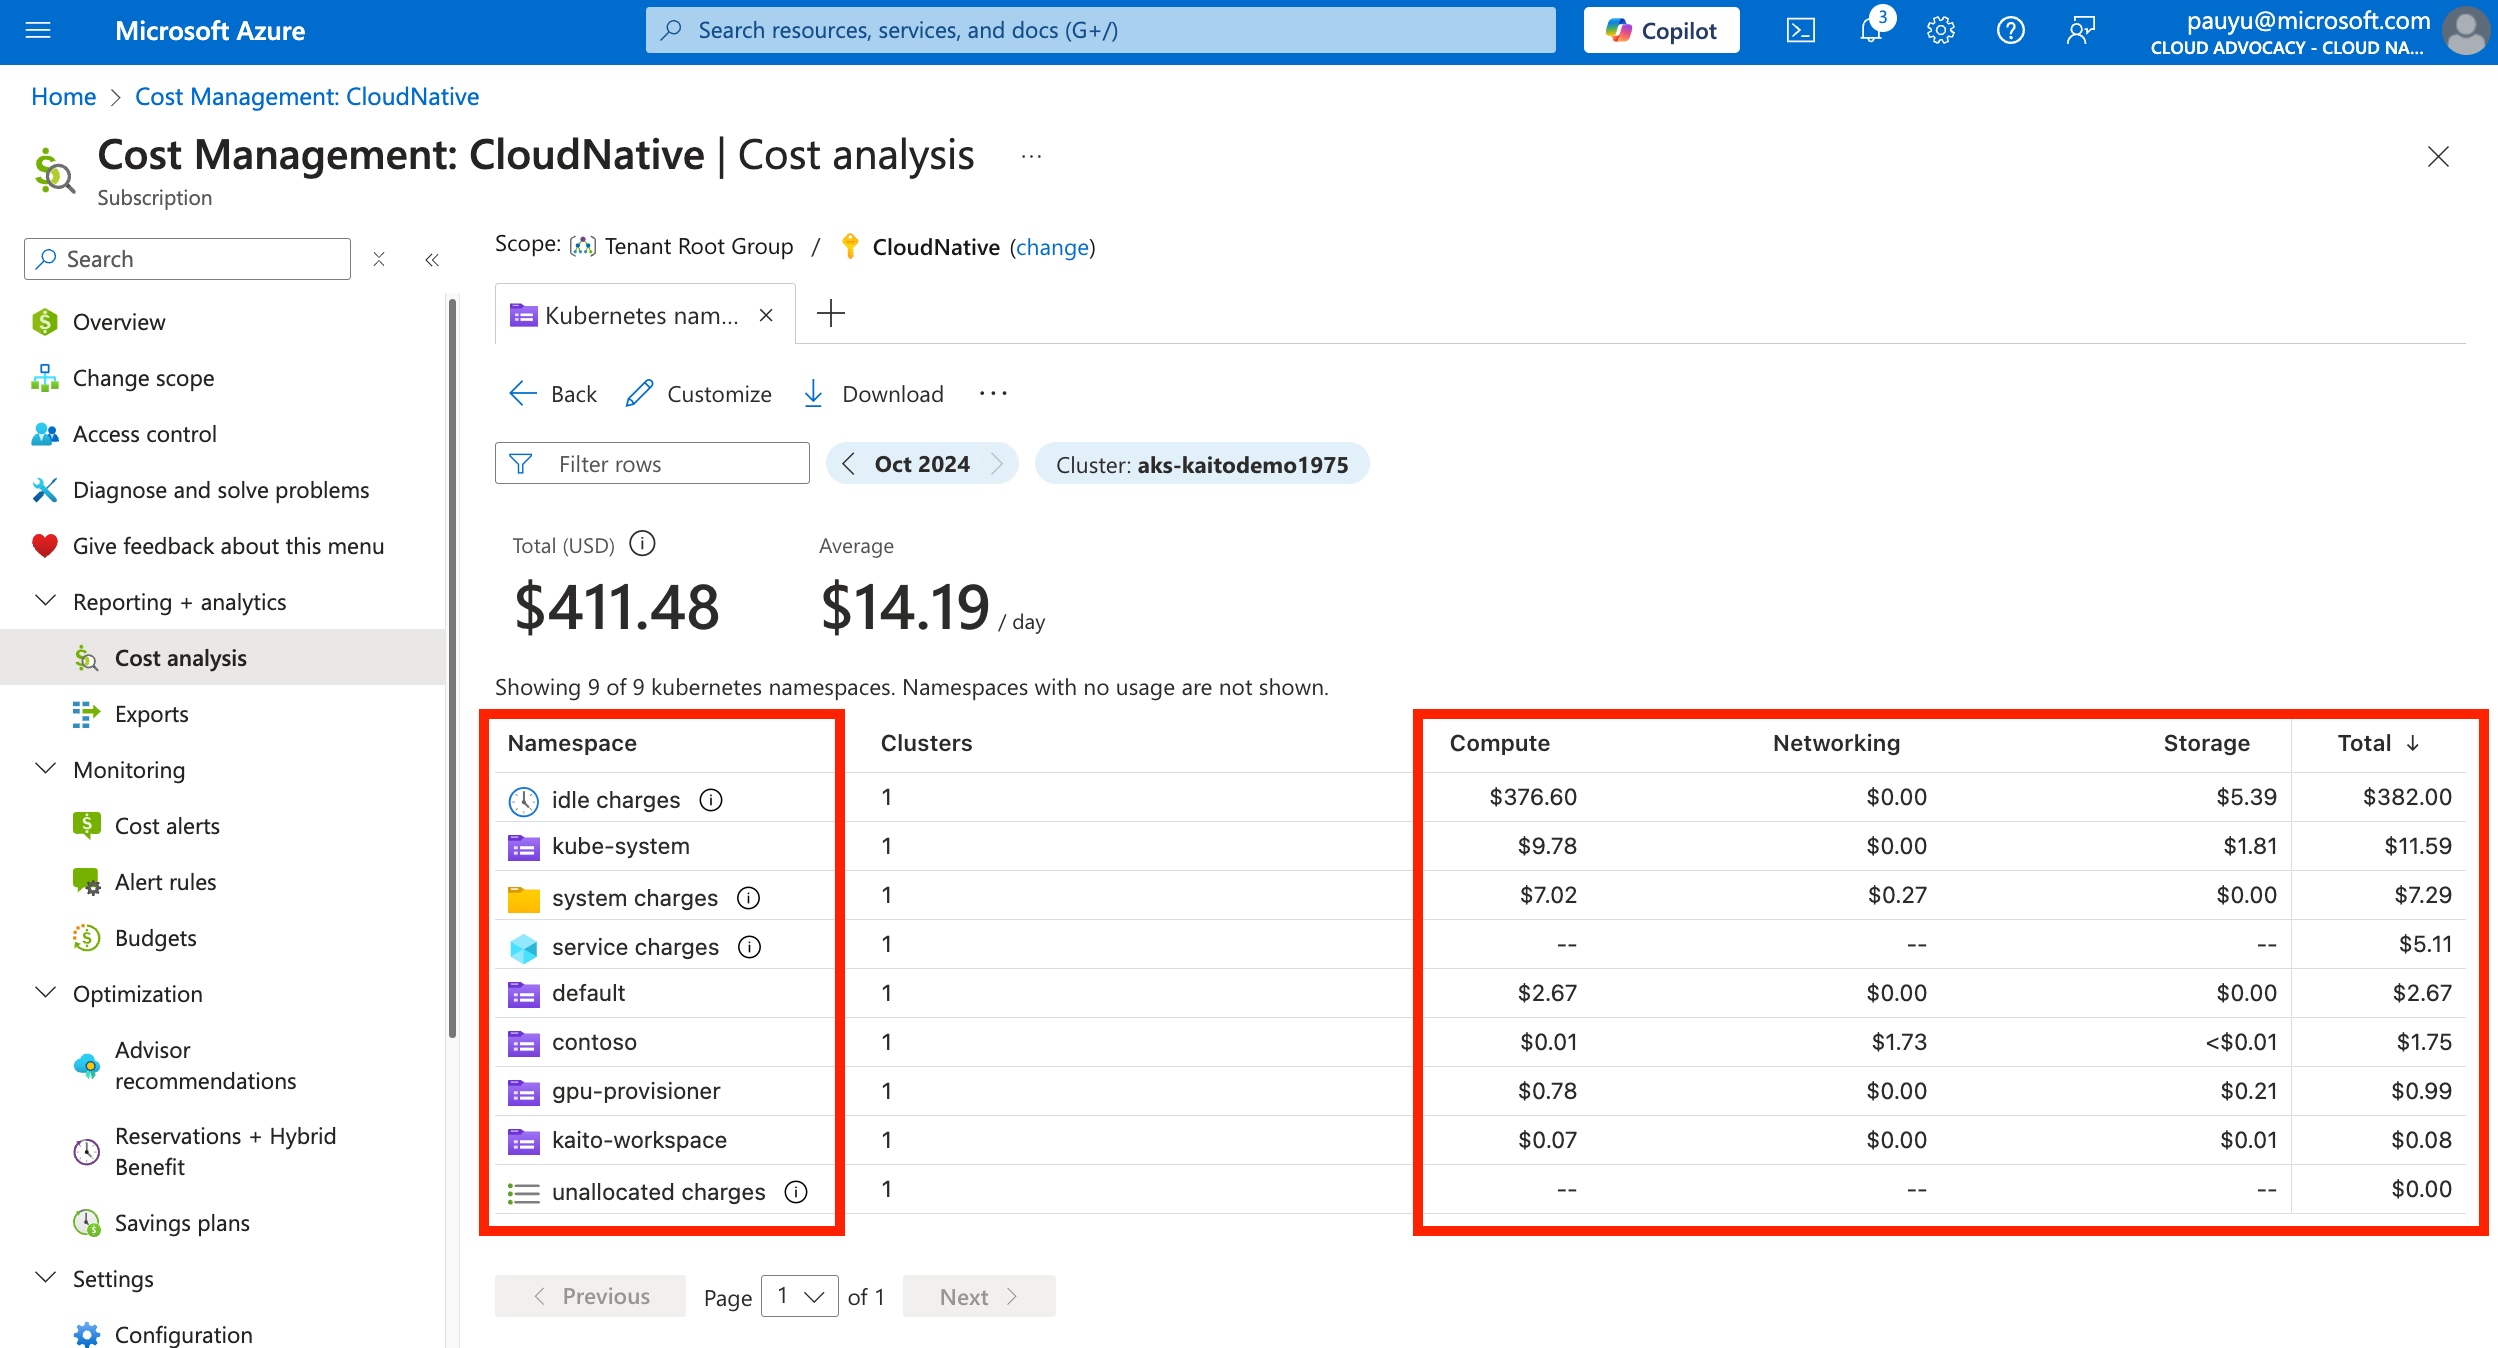 Microsoft Azure
Search resources, services, and docs (G+/)
Copilot
3
pauyu@microsoft.com
CLOUD ADVOCACY - CLOUD NA...
Home > Cost Management: CloudNative
Cost Management: CloudNative | Cost analysis ...
Subscription
Search
Overview
Change scope
Access control
Diagnose and solve problems
Give feedback about this menu
Reporting + analytics
Cost analysis
Exports
Monitoring
Cost alerts
Alert rules
Budgets
Optimization
Advisor
recommendations
Reservations + Hybrid
Benefit
Savings plans
Settings
Configuration
Scope: Tenant Root Group / CloudNative (change)
Kubernetes nam...
Back Customize Download ...
Filter rows Oct 2024 Cluster: aks-kaitodemo1975
Total (USD) Average
$411.48 $14.19 / day
Showing 9 of 9 kubernetes namespaces. Namespaces with no usage are not shown.
Namespace Clusters Compute Networking Storage Total ↓
idle charges 1 $376.60 $0.00 $5.39 $382.00
kube-system 1 $9.78 $0.00 $1.81 $11.59
system charges 1 $7.02 $0.27 $0.00 $7.29
service charges 1 -- -- -- $5.11
default 1 $2.67 $0.00 $0.00 $2.67
contoso 1 $0.01 $1.73 <$0.01 $1.75
gpu-provisioner 1 $0.78 $0.00 $0.21 $0.99
kaito-workspace 1 $0.07 $0.00 $0.01 $0.08
unallocated charges 1 -- -- -- $0.00
< Previous Page 1 of 1 Next >